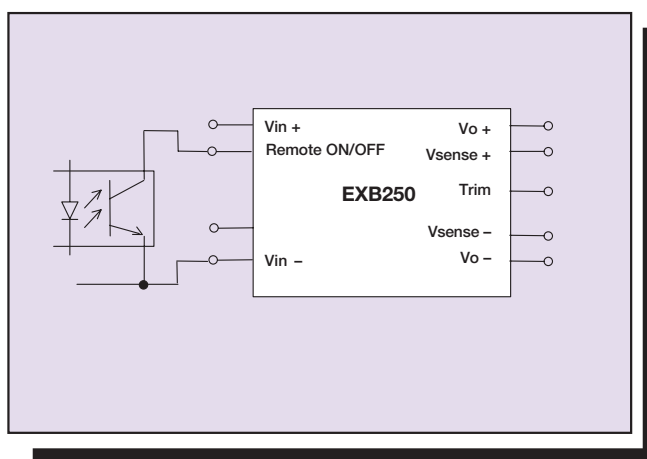 Vin +
Vo +
Remote ON/OFF
Vsense +
EXB250
Trim
Vsense –
Vin –
Vo –